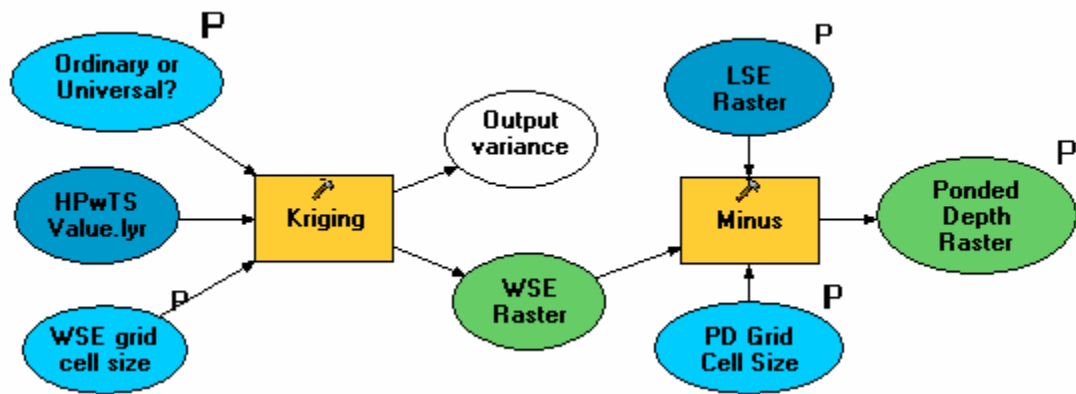 P
Ordinary or
Universal?
HPwTS
Value.lyr
P
WSE grid
cell size
Kriging
Output
variance
WSE
Raster
P
LSE
Raster
Minus
P
PD Grid
Cell Size
P
Ponded
Depth
Raster